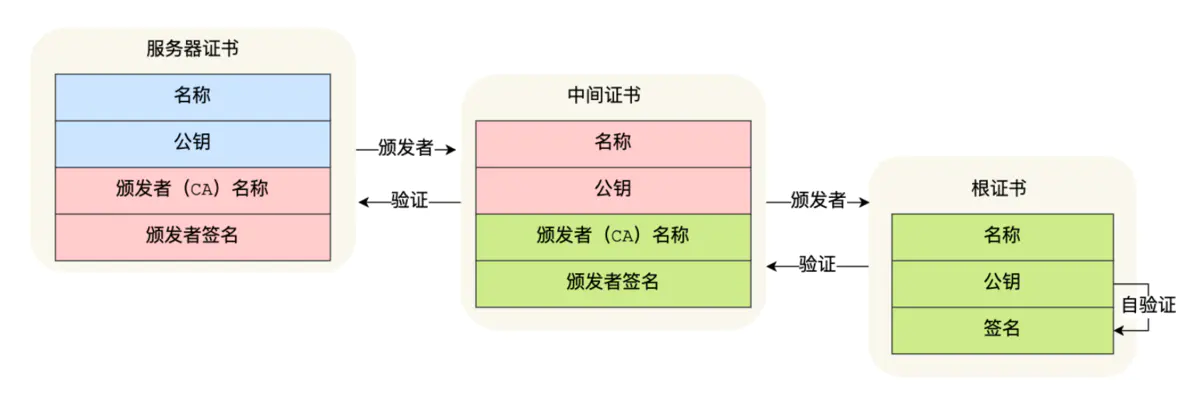 服务器证书
名称
公钥
颁发者（CA）名称
颁发者签名
颁发者
验证
中间证书
名称
公钥
颁发者（CA）名称
颁发者签名
颁发者
验证
根证书
名称
公钥
签名
自验证